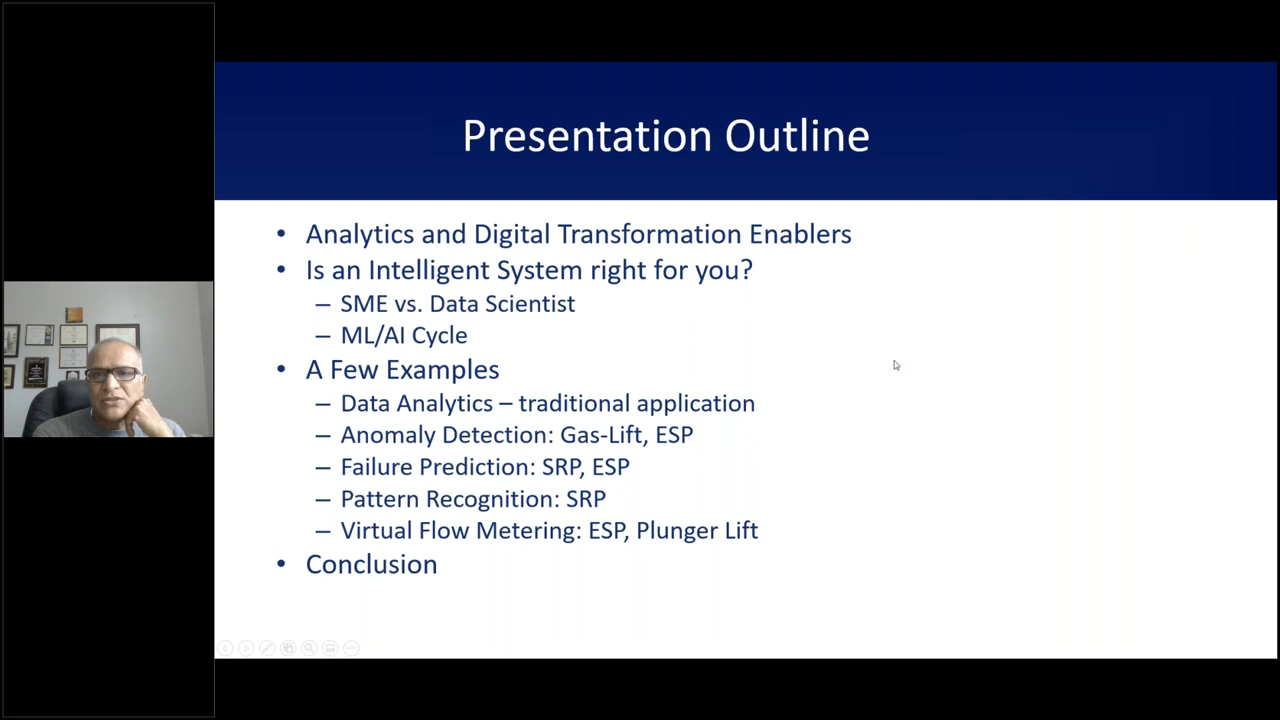 Presentation Outline
• Analytics and Digital Transformation Enablers
• Is an Intelligent System right for you?
– SME vs. Data Scientist
– ML/AI Cycle
• A Few Examples
– Data Analytics – traditional application
– Anomaly Detection: Gas-Lift, ESP
– Failure Prediction: SRP, ESP
– Pattern Recognition: SRP
– Virtual Flow Metering: ESP, Plunger Lift
• Conclusion